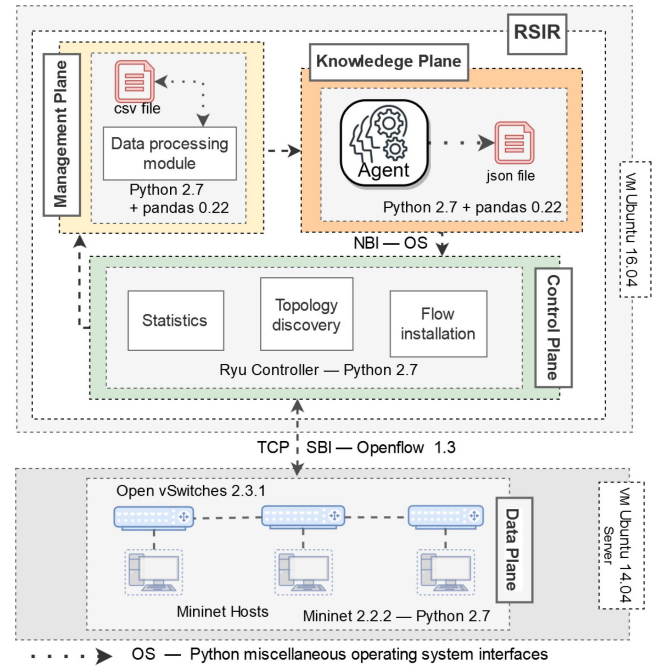 RSIR
Management Plane
csv file
Data processing
module
Python 2.7
+ pandas 0.22
Knowledege Plane
Agent
json file
Python 2.7 + pandas 0.22
VM Ubuntu 16.04
NBI — OS
Statistics
Topology
discovery
Flow
installation
Ryu Controller — Python 2.7
Control Plane
TCP SBI — Openflow 1.3
Open vSwitches 2.3.1
Mininet Hosts
Mininet 2.2.2 — Python 2.7
Data Plane
VM Ubuntu 14.04
Server
OS — Python miscellaneous operating system interfaces